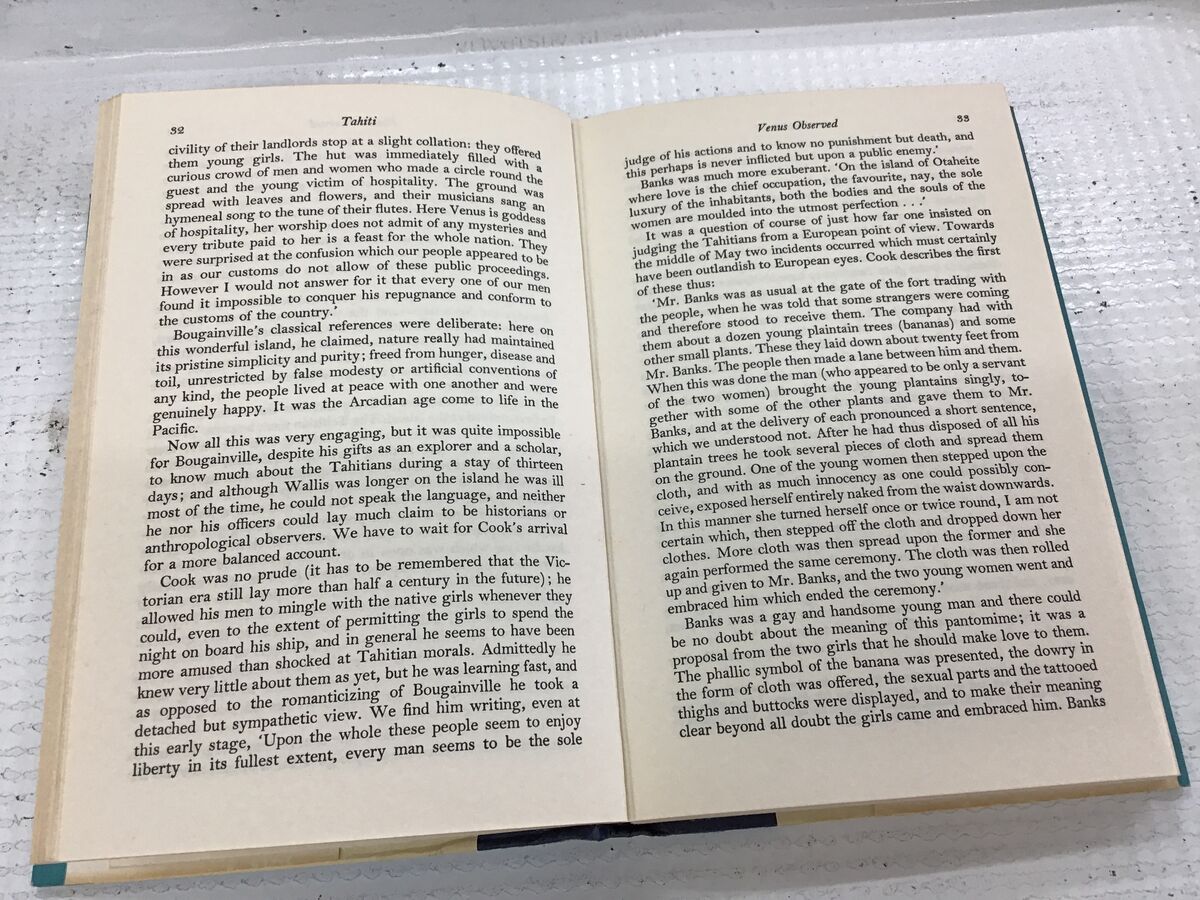 32
Tahiti
civility of their landlords stop at a slight collation: they offered
them young girls. The hut was immediately filled with a
curious crowd of men and women who made a circle round the
guest and the young victim of hospitality. The ground was
spread with leaves and flowers, and their musicians sang an
hymeneal song to the tune of their flutes. Here Venus is goddess
of hospitality, her worship does not admit of any mysteries and
every tribute paid to her is a feast for the whole nation. They
were surprised at the confusion which our people appeared to be
in as our customs do not allow of these public proceedings.
However I would not answer for it that every one of our men
found it impossible to conquer his repugnance and conform to
the customs of the country.'
Bougainville's classical references were deliberate: here on
this wonderful island, he claimed, nature really had maintained
its pristine simplicity and purity; freed from hunger, disease and
toil, unrestricted by false modesty or artificial conventions of
any kind, the people lived at peace with one another and were
genuinely happy. It was the Arcadian age come to life in the
Pacific.
Now all this was very engaging, but it was quite impossible
for Bougainville, despite his gifts as an explorer and a scholar,
to know much about the Tahitians during a stay of thirteen
days; and although Wallis was longer on the island he was ill
most of the time, he could not speak the language, and neither
he nor his officers could lay much claim to be historians or
anthropological observers. We have to wait for Cook's arrival
for a more balanced account.
Cook was no prude (it has to be remembered that the Vic-
torian era still lay more than half a century in the future); he
allowed his men to mingle with the native girls whenever they
could, even to the extent of permitting the girls to spend the
night on board his ship, and in general he seems to have been
more amused than shocked at Tahitian morals. Admittedly he
knew very little about them as yet, but he was learning fast, and
as opposed to the romanticizing of Bougainville he took a
detached but sympathetic view. We find him writing, even at
this early stage, 'Upon the whole these people seem to enjoy
liberty in its fullest extent, every man seems to be the sole
Venus Observed
33
judge of his actions and to know no punishment but death, and
this perhaps is never inflicted but upon a public enemy.'
Banks was much more exuberant. 'On the island of Otaheite
where love is the chief occupation, the favourite, nay, the sole
luxury of the inhabitants, both the bodies and the souls of the
women are moulded into the utmost perfection . . .'
It was a question of course of just how far one insisted on
judging the Tahitians from a European point of view. Towards
the middle of May two incidents occurred which must certainly
have been outlandish to European eyes. Cook describes the first
of these thus:
'Mr. Banks was as usual at the gate of the fort trading with
the people, when he was told that some strangers were coming
and therefore stood to receive them. The company had with
them about a dozen young plaintain trees (bananas) and some
other small plants. These they laid down about twenty feet from
Mr. Banks. The people then made a lane between him and them.
When this was done the man (who appeared to be only a servant
of the two women) brought the young plantains singly, to-
gether with some of the other plants and gave them to Mr.
Banks, and at the delivery of each pronounced a short sentence,
which we understood not. After he had thus disposed of all his
plantain trees he took several pieces of cloth and spread them
on the ground. One of the young women then stepped upon the
cloth, and with as much innocency as one could possibly con-
ceive, exposed herself entirely naked from the waist downwards.
In this manner she turned herself once or twice round, I am not
certain which, then stepped off the cloth and dropped down her
clothes. More cloth was then spread upon the former and she
again performed the same ceremony. The cloth was then rolled
up and given to Mr. Banks, and the two young women went and
embraced him which ended the ceremony.'
Banks was a gay and handsome young man and there could
be no doubt about the meaning of this pantomime; it was a
proposal from the two girls that he should make love to them.
The phallic symbol of the banana was presented, the dowry in
the form of cloth was offered, the sexual parts and the tattooed
thighs and buttocks were displayed, and to make their meaning
clear beyond all doubt the girls came and embraced him. Banks